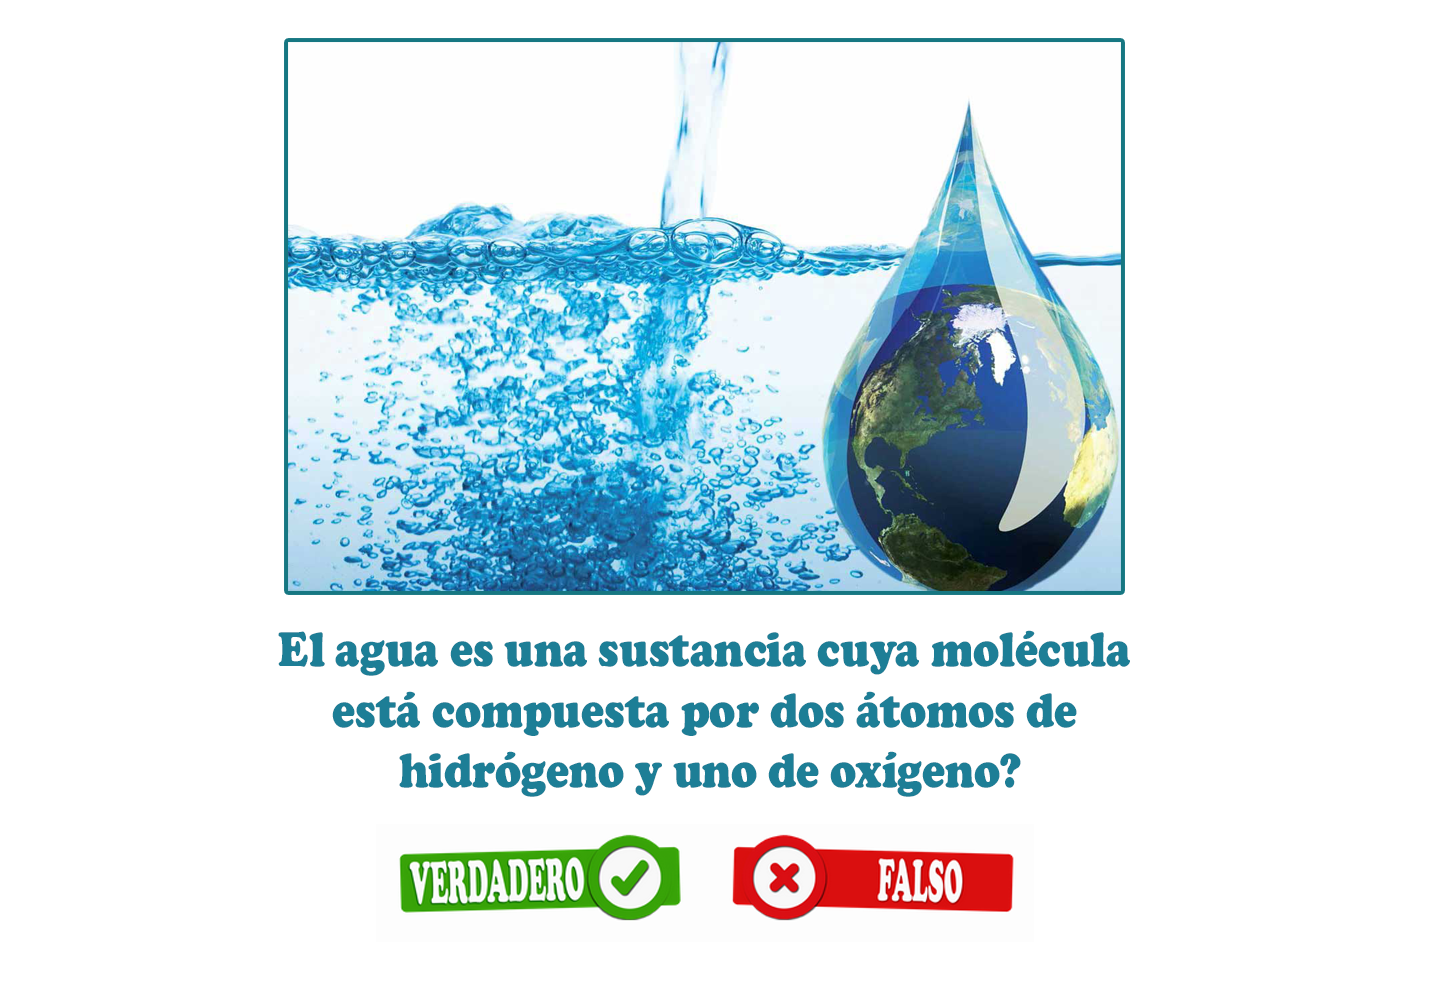 El agua es una sustancia cuya molécula
está compuesta por dos átomos de
hidrógeno y uno de oxígeno?
VERDADERO
FALSO